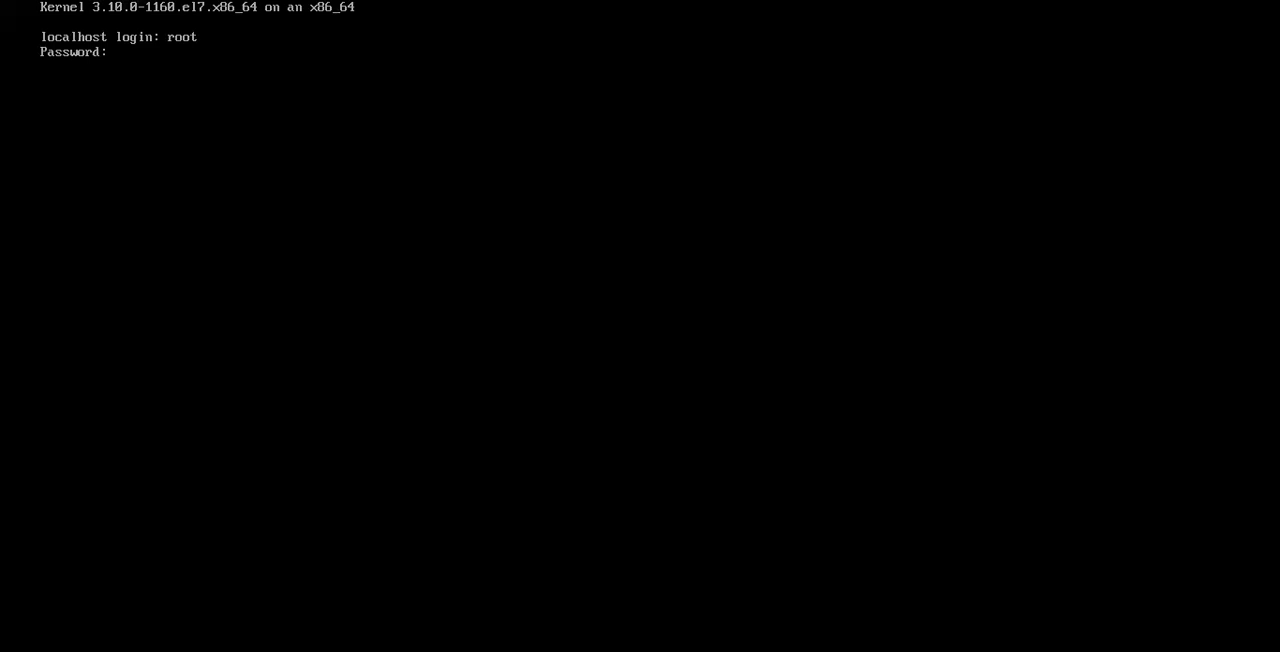 Kernel 3.10.0-1160.el7.x86_64 on an x86_64
localhost login: root
Password: